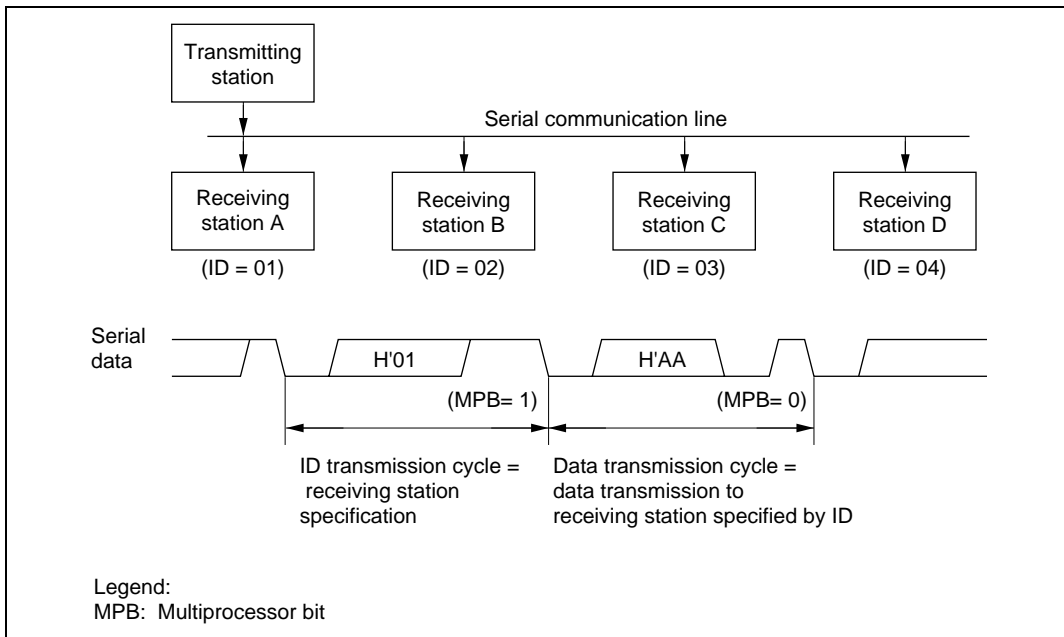 Transmitting
station
Serial communication line
Receiving
station A
Receiving
station B
Receiving
station C
Receiving
station D
(ID = 01)
(ID = 02)
(ID = 03)
(ID = 04)
Serial
data
H'01
H'AA
(MPB= 1)
(MPB= 0)
ID transmission cycle =
receiving station
specification
Data transmission cycle =
data transmission to
receiving station specified by ID
Legend:
MPB: Multiprocessor bit